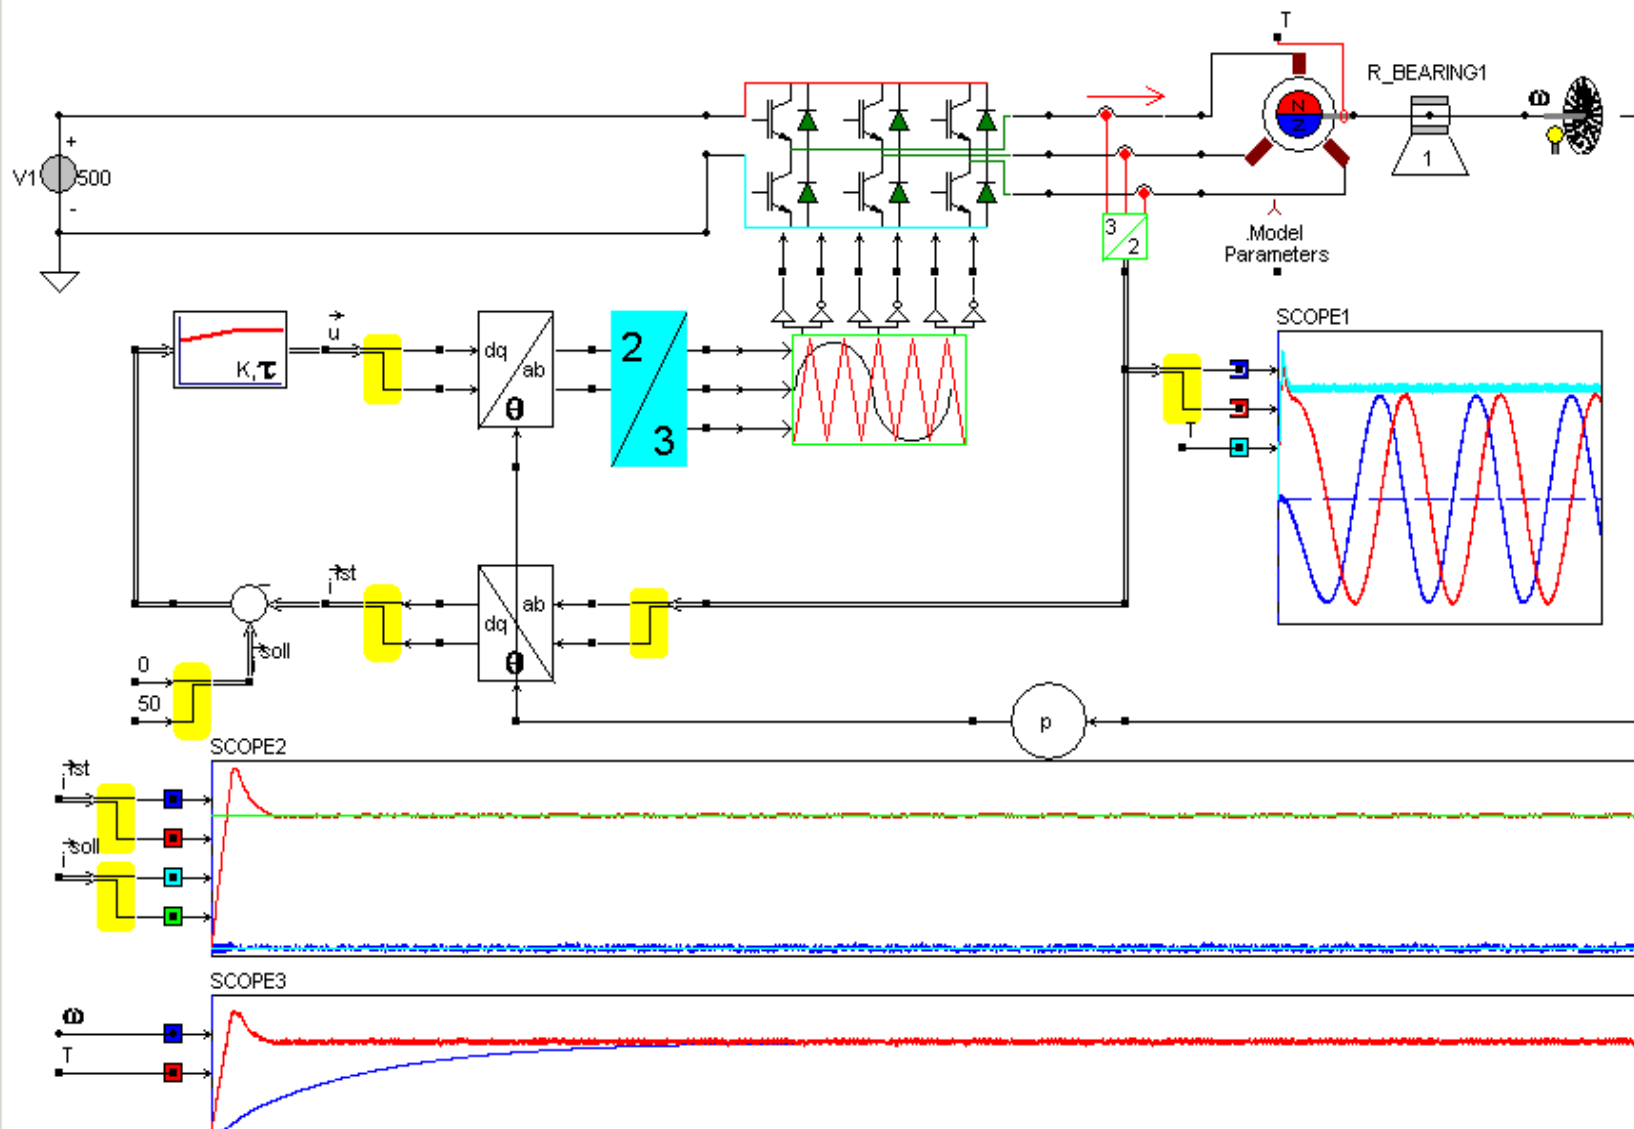 T
R_BEARING1
ω
+
V1
500
-
1
3
2
.Model
Parameters
SCOPE1
u
K,τ
dq
ab
θ
2
3
T
i ist
ab
dq
θ
soll
0
50
p
SCOPE2
i ist
i soll
SCOPE3
ω
T
N
Z